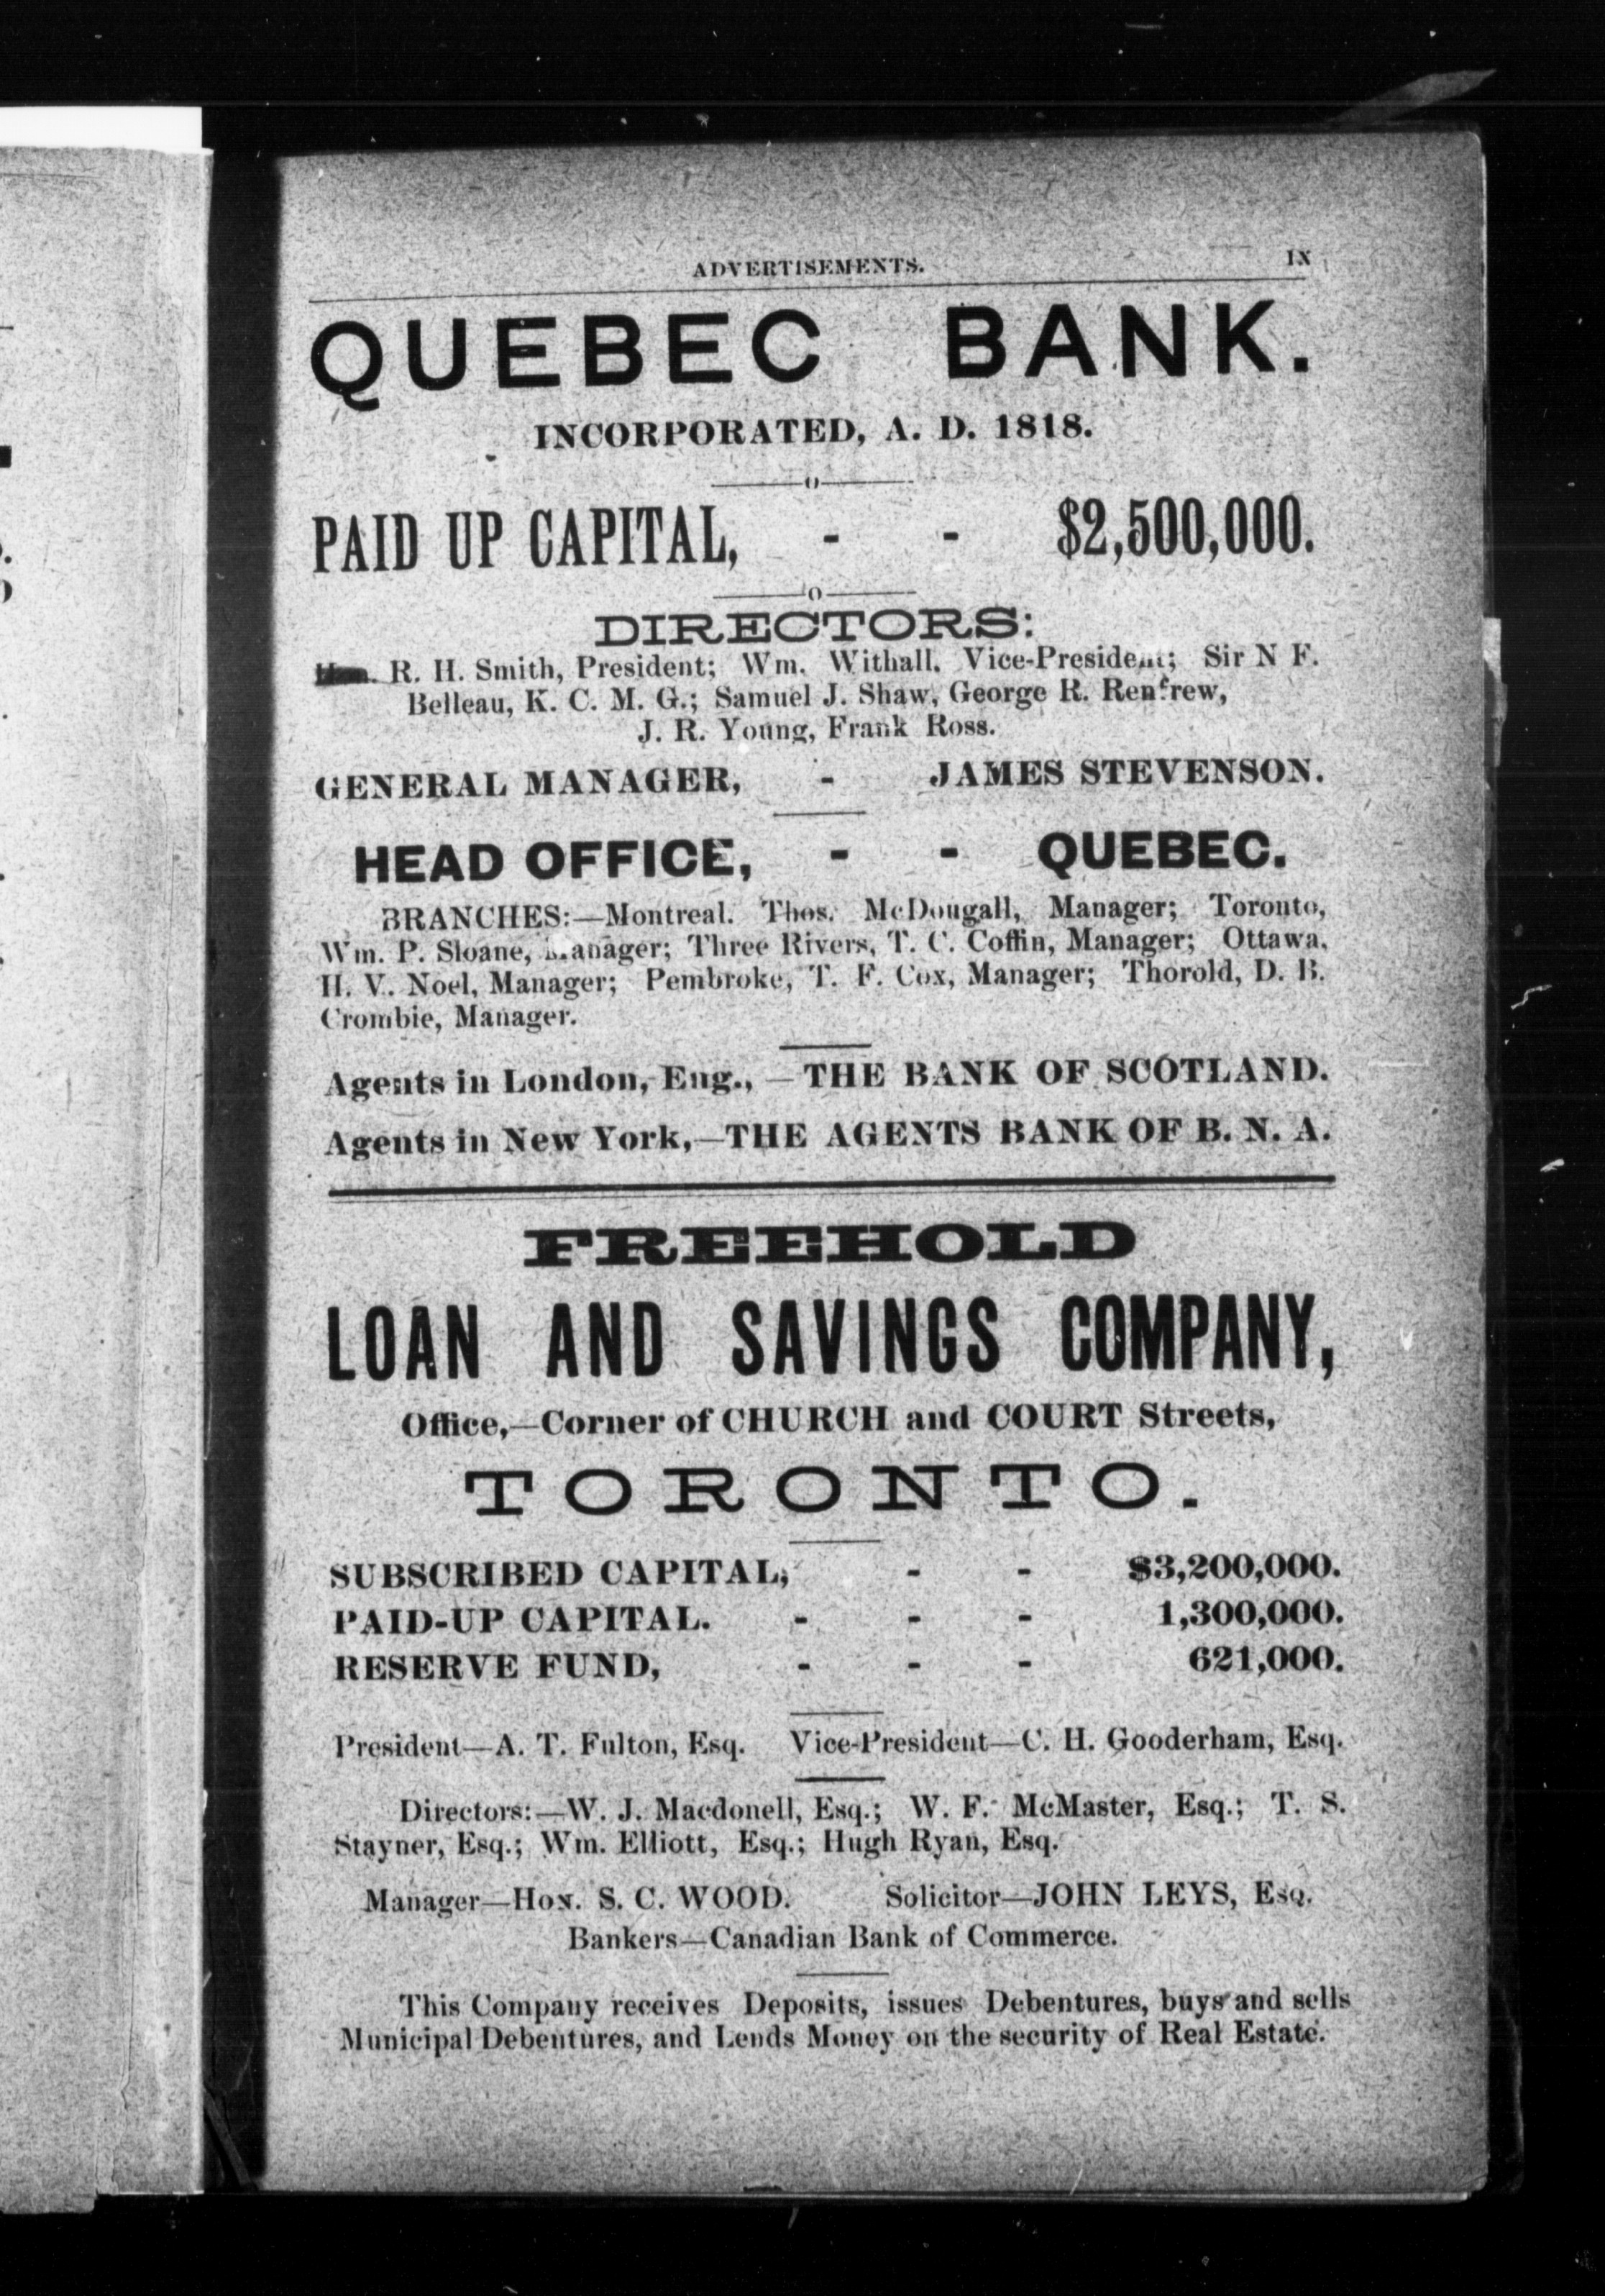 ADVERTISEMENTS. IX
QUEBEC BANK.
INCORPORATED, A. D. 1818.
PAID UP CAPITAL, - - $2,500,000.
DIRECTORS:
R. H. Smith, President; Wm. Withall, Vice-President; Sir N F.
Belleau, K. C. M. G.; Samuel J. Shaw, George R. Renfrew,
J. R. Young, Frank Ross.
GENERAL MANAGER, - JAMES STEVENSON.
HEAD OFFICE, - - QUEBEC.
BRANCHES:—Montreal. Thos. McDougall, Manager; Toronto,
Wm. P. Sloane, Manager; Three Rivers, T. C. Coffin, Manager; Ottawa,
H. V. Noel, Manager; Pembroke, T. F. Cox, Manager; Thorold, D. B.
Crombie, Manager.
Agents in London, Eng., —THE BANK OF SCOTLAND.
Agents in New York,—THE AGENTS BANK OF B. N. A.
FREEHOLD
LOAN AND SAVINGS COMPANY,
Office,—Corner of CHURCH and COURT Streets,
TORONTO.
SUBSCRIBED CAPITAL, - - $3,200,000.
PAID-UP CAPITAL. - - - 1,300,000.
RESERVE FUND, - - - 621,000.
President—A. T. Fulton, Esq. Vice-President—C. H. Gooderham, Esq.
Directors:—W. J. Macdonell, Esq.; W. F. McMaster, Esq.; T. S.
Stayner, Esq.; Wm. Elliott, Esq.; Hugh Ryan, Esq.
Manager—Hon. S. C. WOOD. Solicitor—JOHN LEYS, Esq.
Bankers—Canadian Bank of Commerce.
This Company receives Deposits, issues Debentures, buys and sells
Municipal Debentures, and Lends Money on the security of Real Estate.